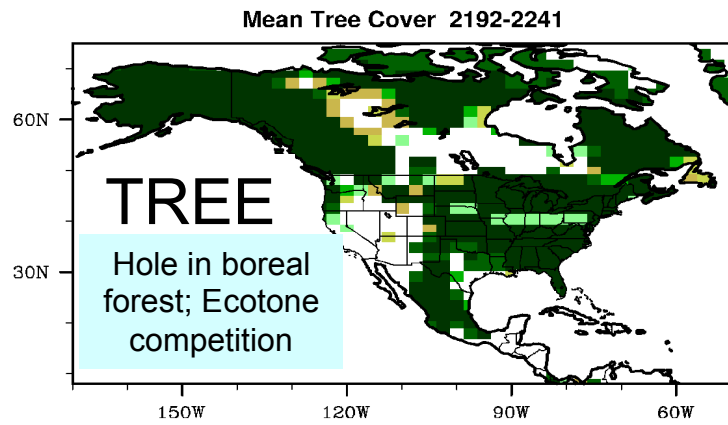 Mean Tree Cover 2192-2241
60N
TREE
30N
Hole in boreal
forest; Ecotone
competition
150W 120W 90W 60W